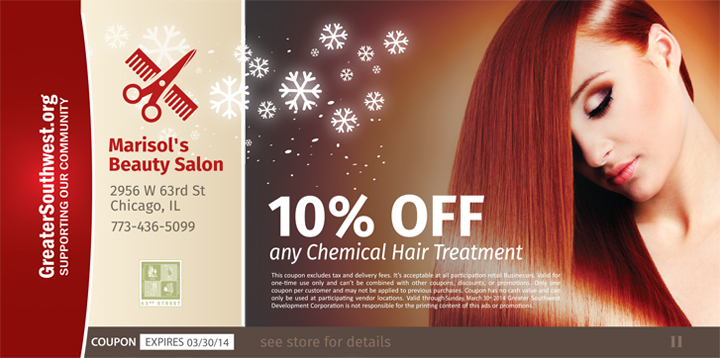 GreaterSouthwest.org
SUPPORTING OUR COMMUNITY
Marisol's
Beauty Salon
2956 W 63rd St
Chicago, IL
773-436-5099
63RD STREET
10% OFF
any Chemical Hair Treatment
This coupon excludes tax and delivery fees. It's acceptable at all participation retail Businesses. Valid for
one-time use only and can't be combined with other coupons, discounts, or promotions. Only one
coupon per customer and may not be applied to previous purchases. Coupon has no cash value and can
only be used at participating vendor locations. Valid through Sunday, March 30th 2014 Greater Southwest
Development Corporation is not responsible for the printing content of this ads or promotions.
COUPON EXPIRES 03/30/14 see store for details